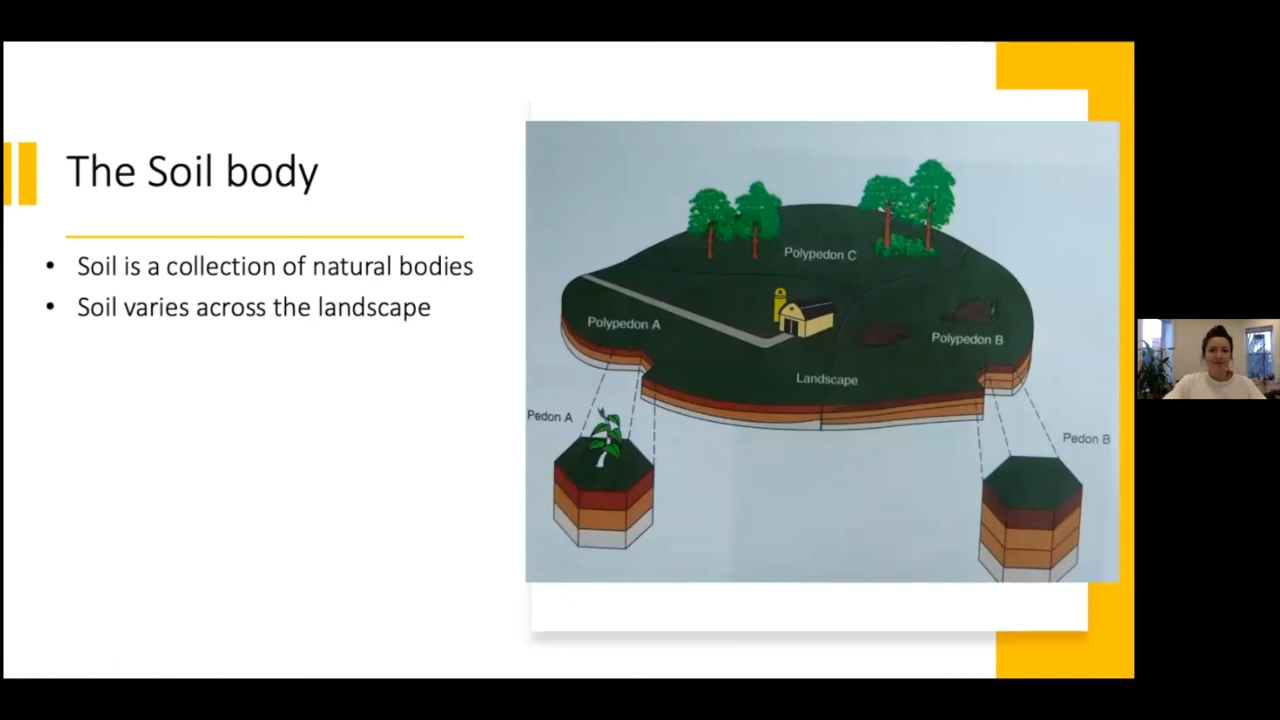 The Soil body
• Soil is a collection of natural bodies
• Soil varies across the landscape
Polypedon C
Polypedon A
Polypedon B
Landscape
Pedon A
Pedon B